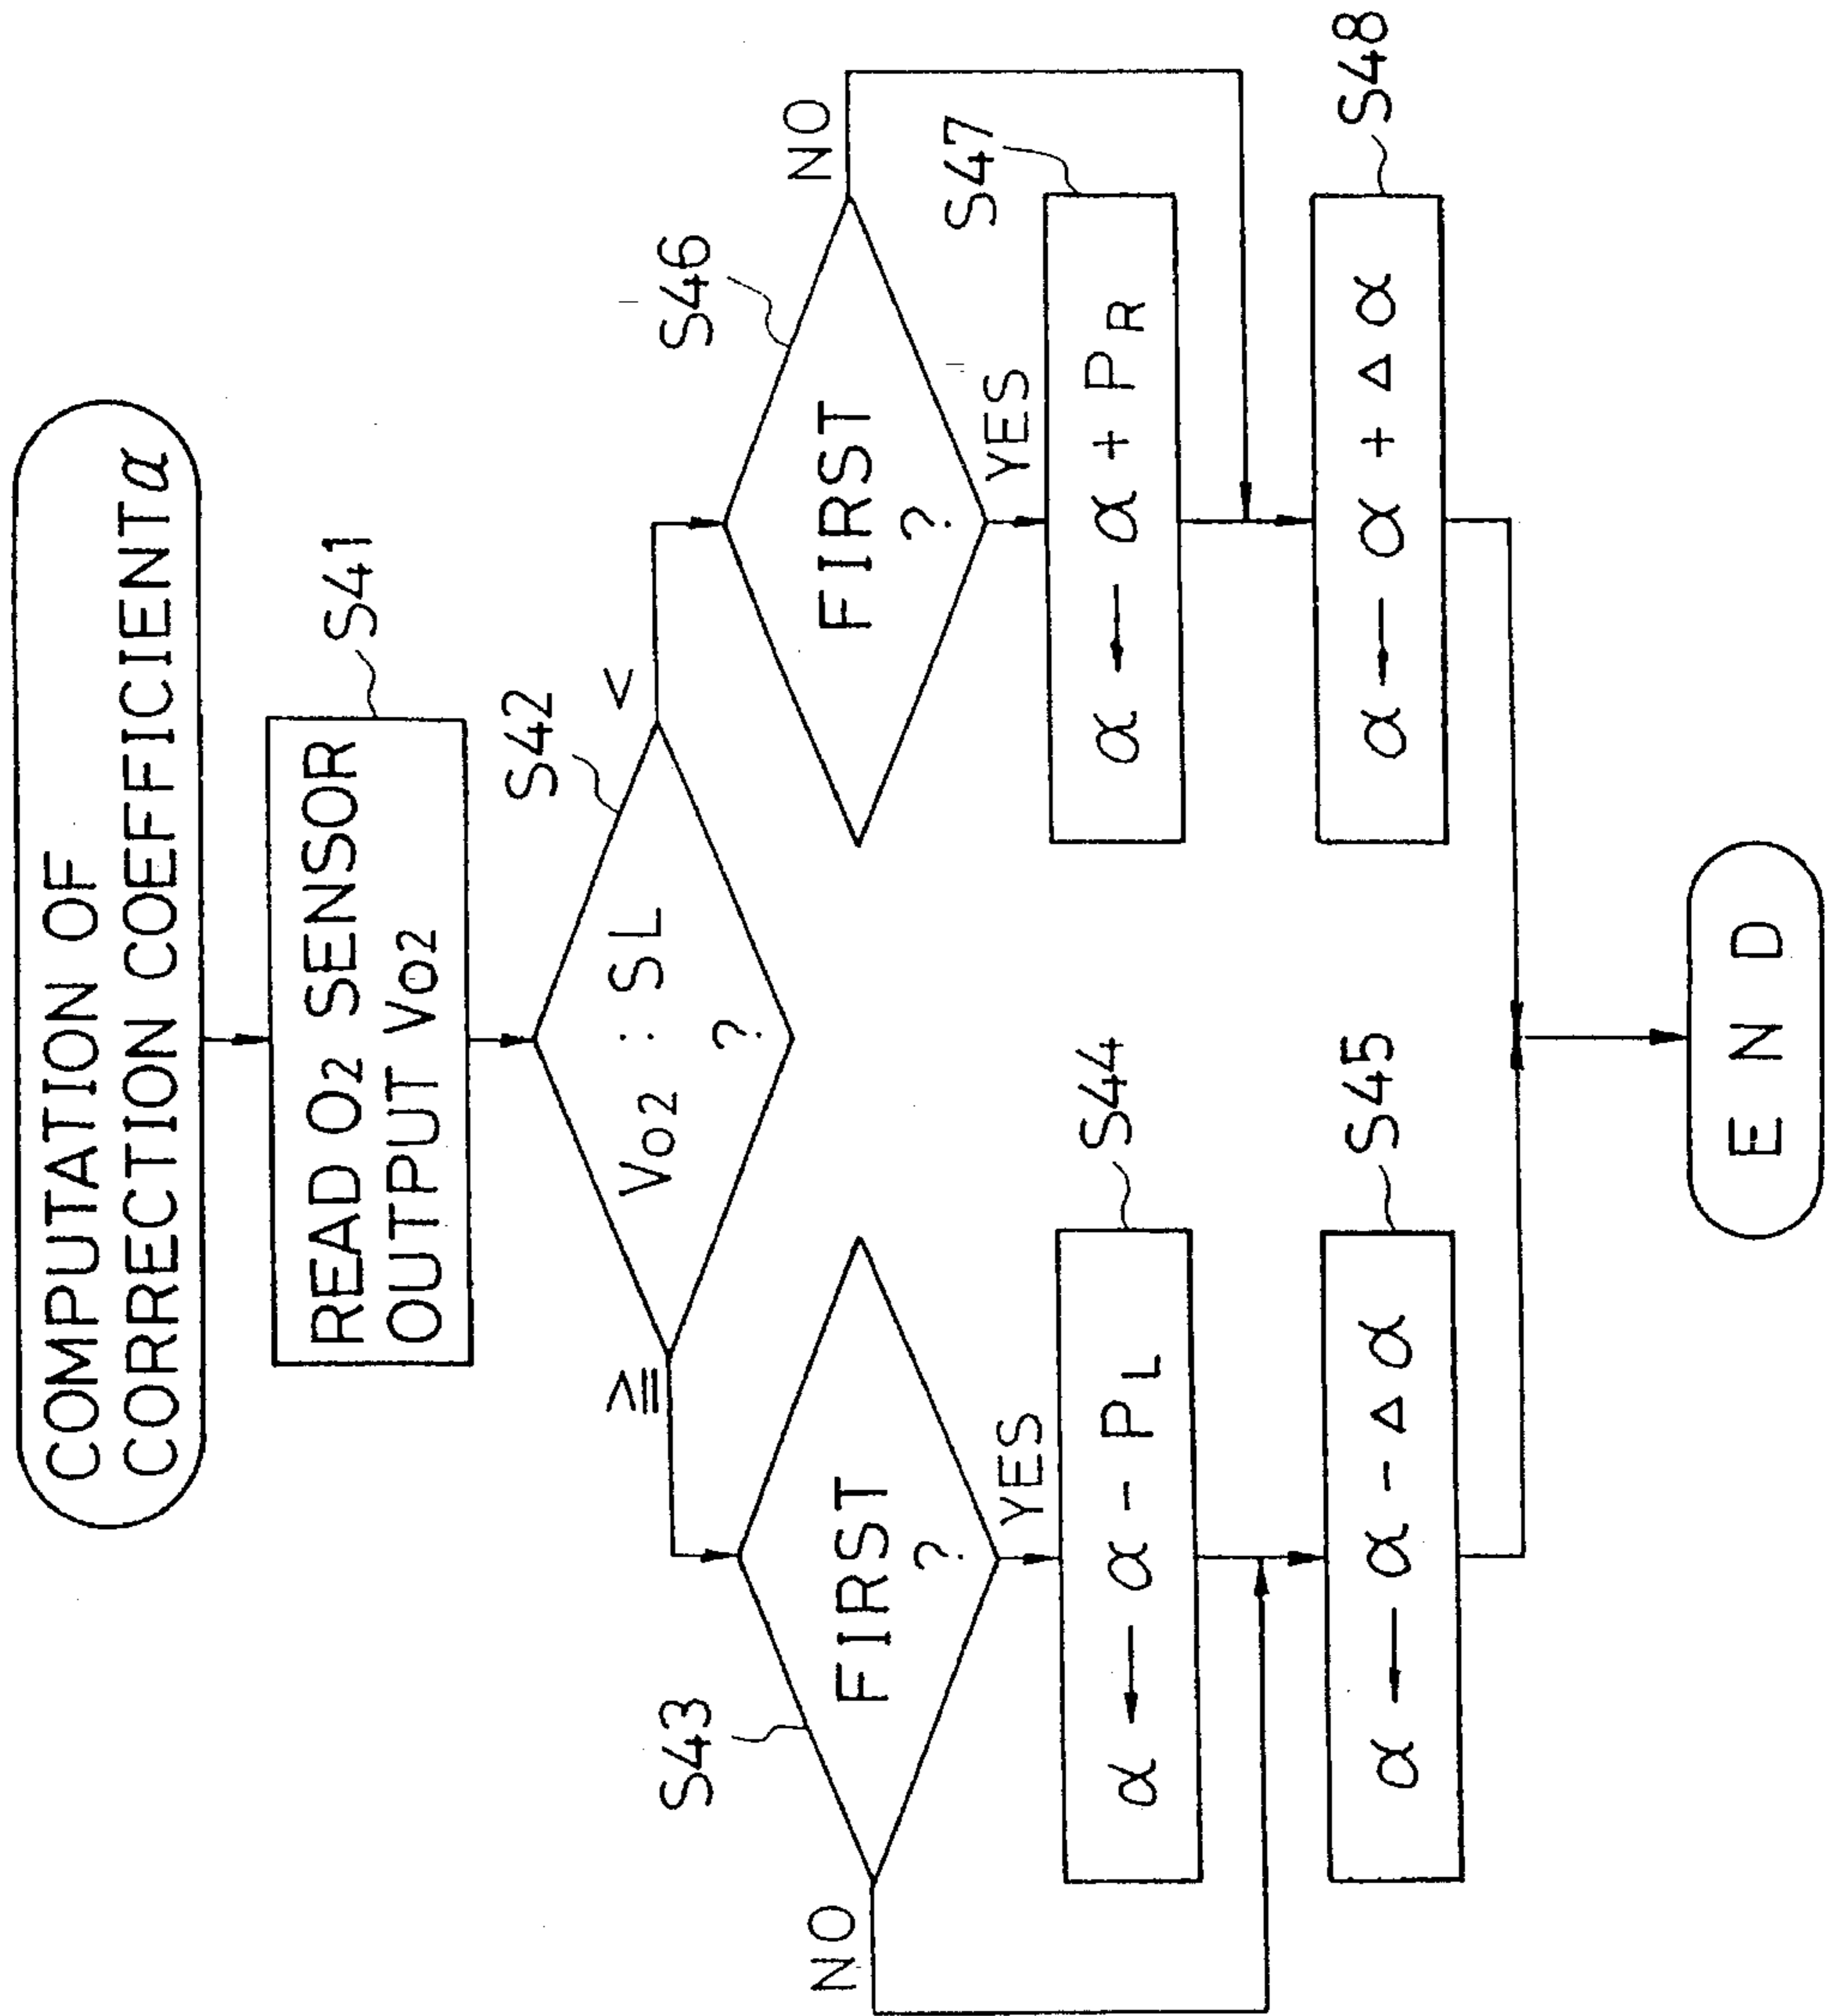 COMPUTATION OF
CORRECTION COEFFICIENT α
S41
READ O2 SENSOR
OUTPUT VO2
S42
VO2 : SL
?
≧
<
S43
FIRST
?
NO
YES
S44
α ← α - PL
S45
α ← α - Δα
S46
FIRST
?
NO
YES
S47
α ← α + PR
S48
α ← α + Δα
END